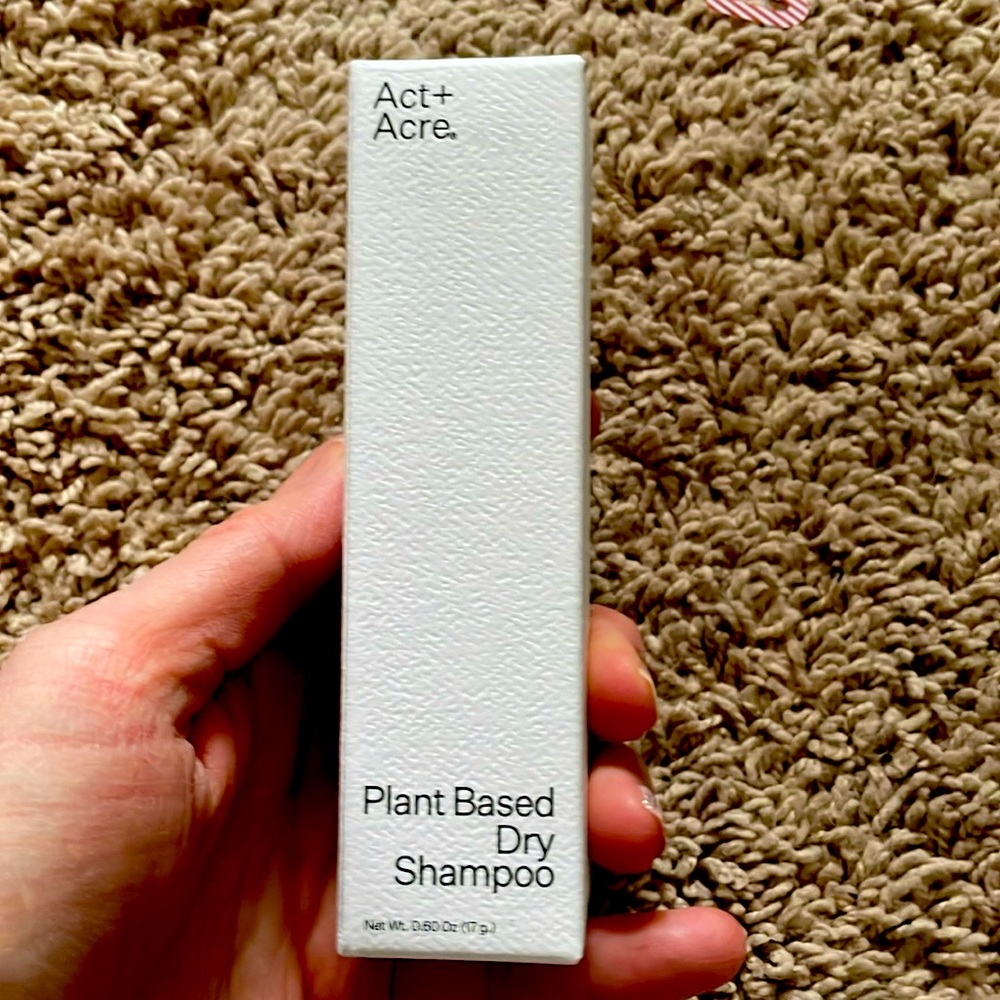 Act+
Acre®
Plant Based
Dry
Shampoo
Net Wt. 0.60 Oz (17 g.)